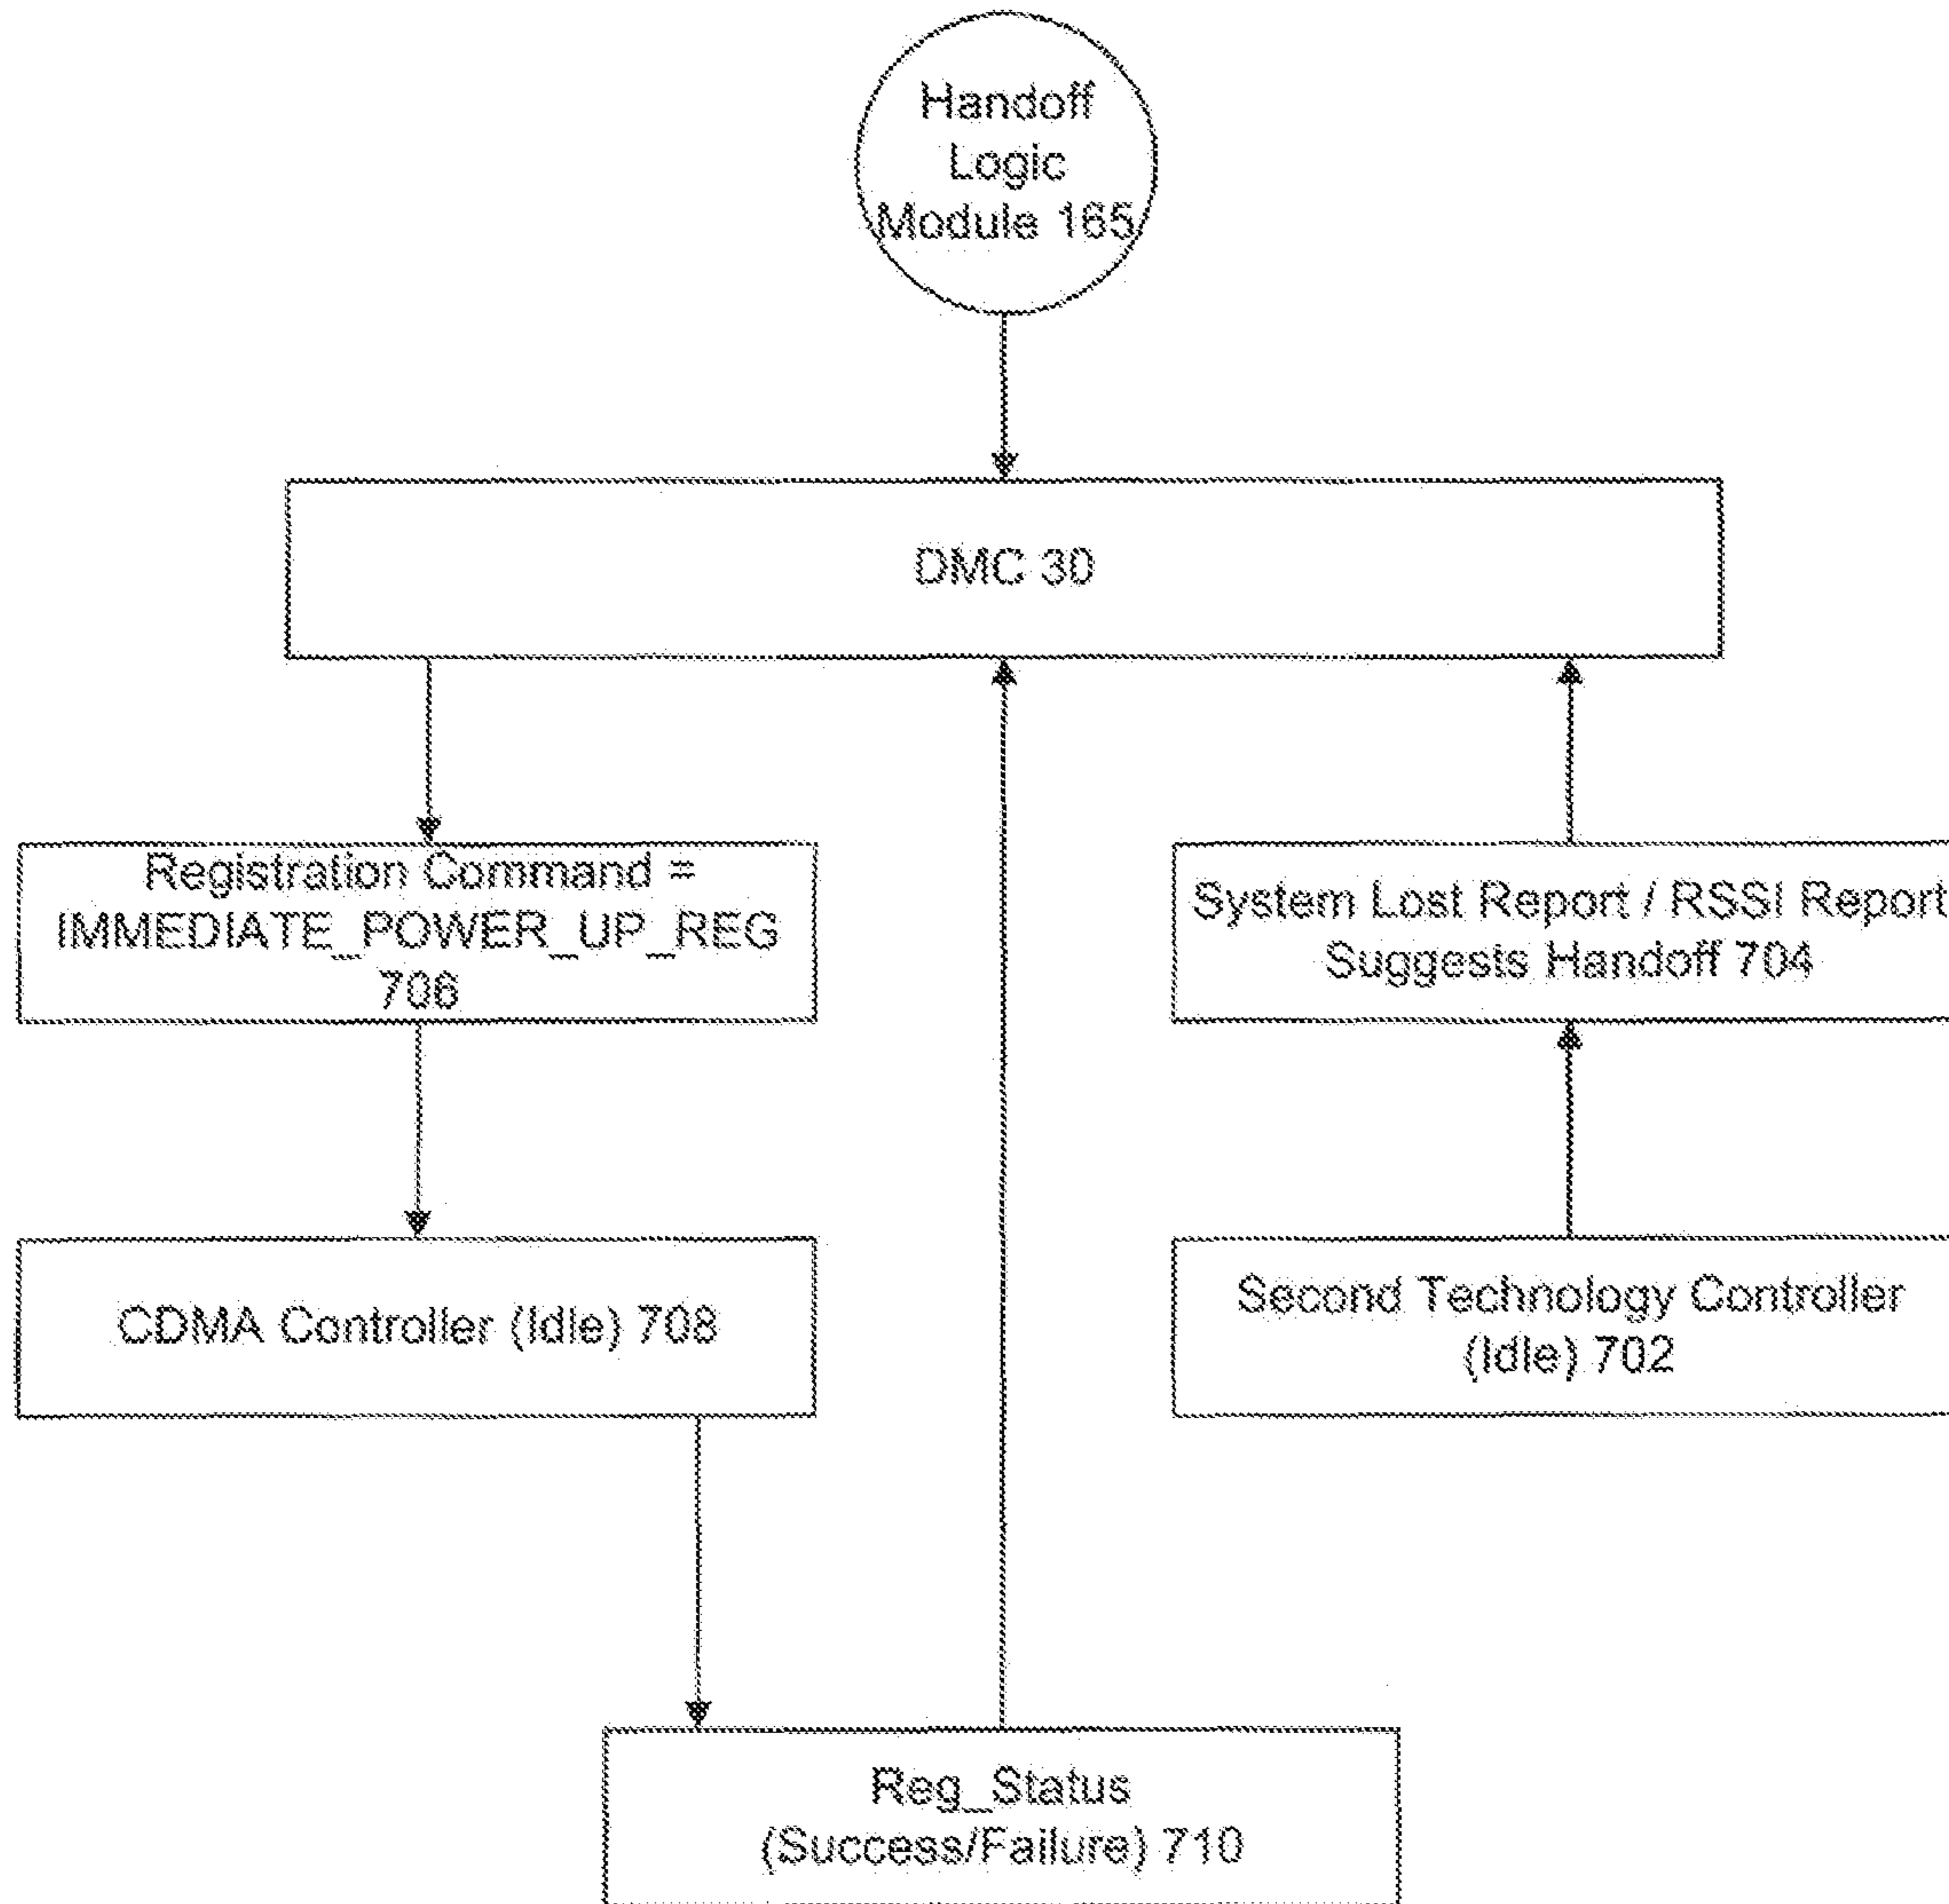 Handoff
Logic
Module 165
DMC 30
Registration Command =
IMMEDIATE_POWER_UP_REG
706
System Lost Report / RSSI Report
Suggests Handoff 704
CDMA Controller (Idle) 708
Second Technology Controller
(Idle) 702
Reg_Status
(Success/Failure) 710